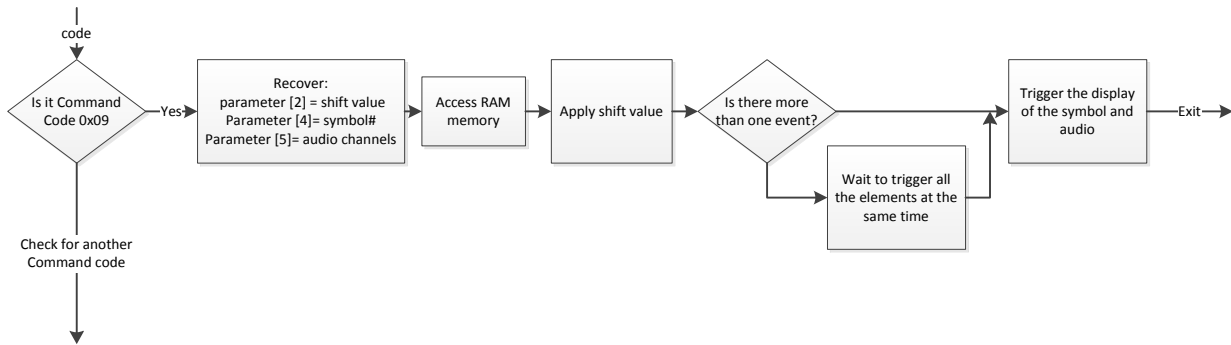 code
Is it Command
Code 0x09
Yes
Recover:
parameter [2] = shift value
Parameter [4]= symbol#
Parameter [5]= audio channels
Access RAM
memory
Apply shift value
Is there more
than one event?
Wait to trigger all
the elements at the
same time
Trigger the display
of the symbol and
audio
Exit
Check for another
Command code